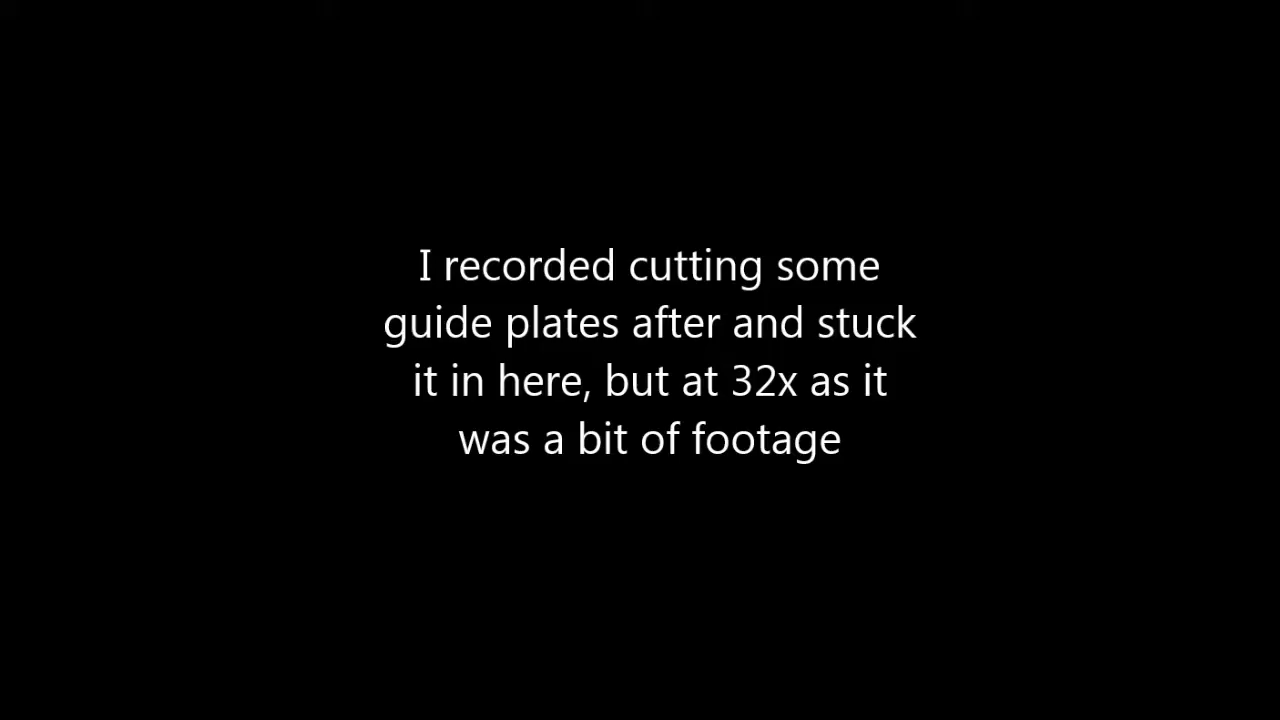 I recorded cutting some
guide plates after and stuck
it in here, but at 32x as it
was a bit of footage